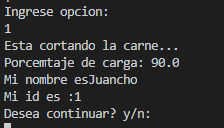 Ingrese opcion:
1
Esta cortando la carne...
Porcemtaje de carga: 90.0
Mi nombre esJuancho
Mi id es :1
Desea continuar? y/n: